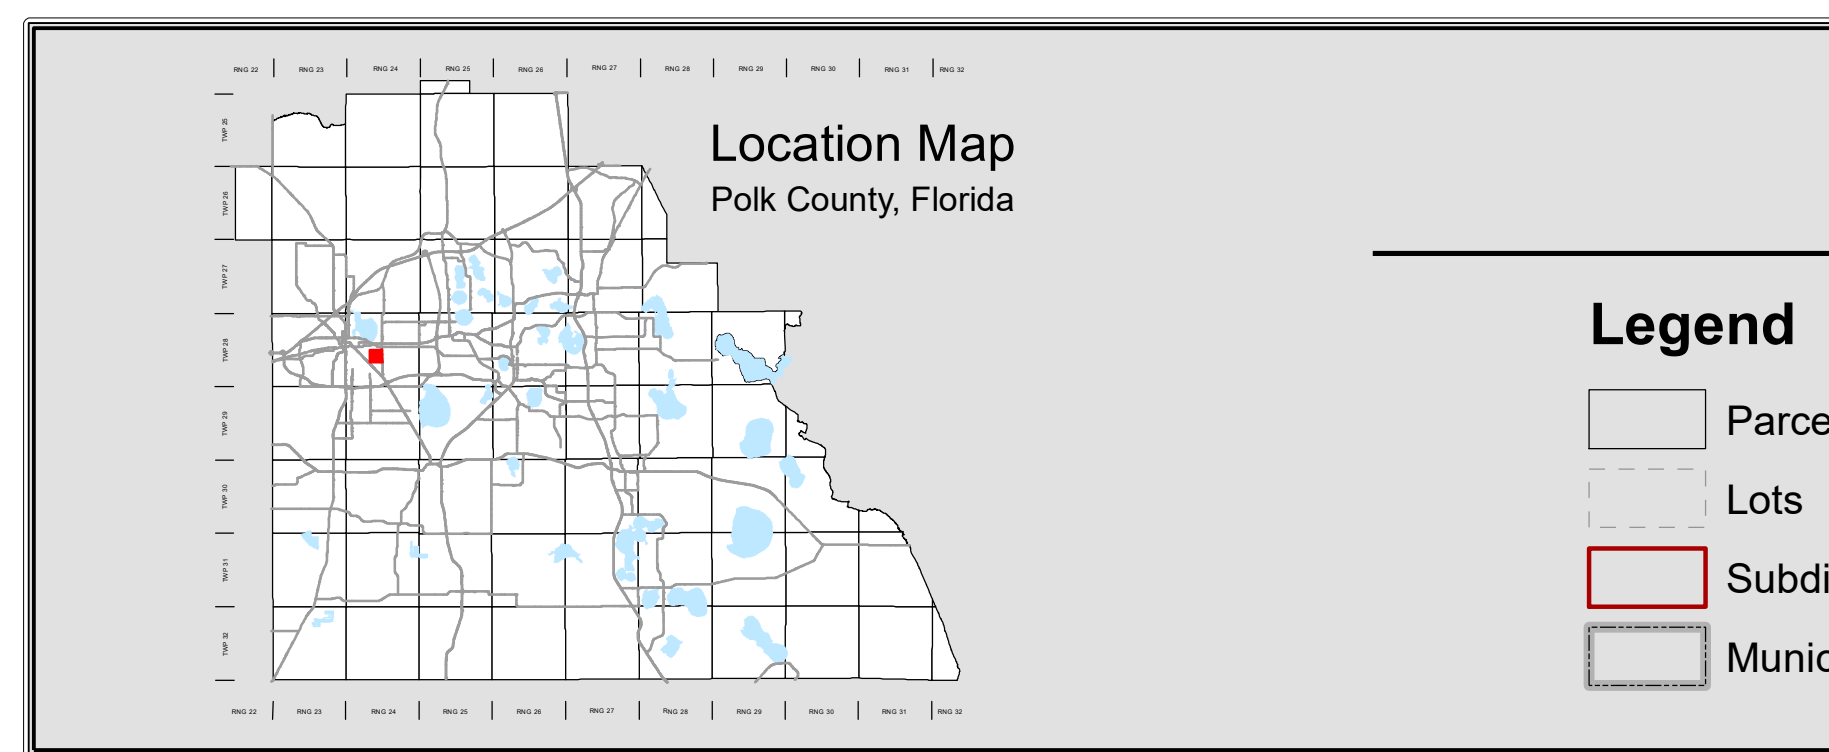 RNG 22 RNG 23 RNG 24 RNG 25 RNG 26 RNG 27 RNG 28 RNG 29 RNG 30 RNG 31 RNG 32
Location Map
Polk County, Florida
TWP 25
TWP 26
TWP 27
TWP 28
TWP 29
TWP 30
TWP 31
TWP 32
RNG 22 RNG 23 RNG 24 RNG 25 RNG 26 RNG 27 RNG 28 RNG 29 RNG 30 RNG 31 RNG 32
Legend
Parce
Lots
Subdi
Munic